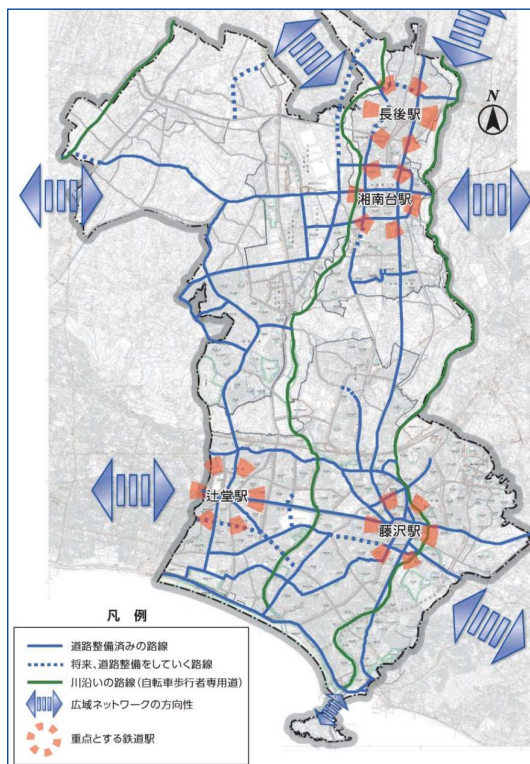 長後駅
N
湘南台駅
辻堂駅
藤沢駅
凡 例
道路整備済みの路線
将来、道路整備をしていく路線
川沿いの路線(自転車歩行者専用道)
広域ネットワークの方向性
重点とする鉄道駅